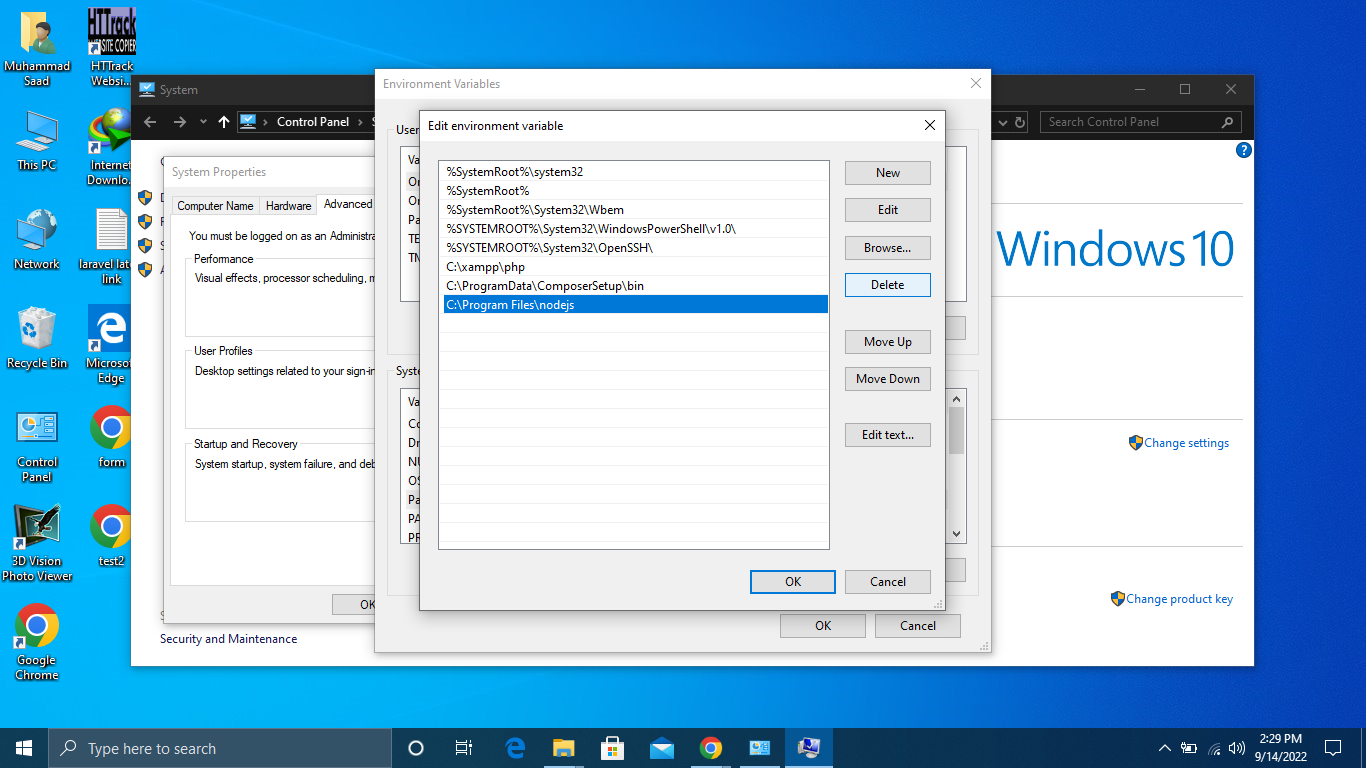 Muhammad
Saad
HTTrack
WEBSITE COPIER
HTTrack
Websi...
This PC
Internet
Downlo...
Network
link
Recycle Bin
Microsoft
Edge
Control
Panel
form
3D Vision
Photo Viewer
test2
Google
Chrome
System
Control Panel
Search Control Panel
System Properties
Computer Name
Hardware
Advanced
You must be logged on as an Administra
Performance
Visual effects, processor scheduling, m
User Profiles
Desktop settings related to your sign-in
Startup and Recovery
System startup, system failure, and deb
OK
Security and Maintenance
Windows 10
Change settings
Change product key
Environment Variables
User
Va
On
On
Pa
TE
TM
Syste
Va
Co
Dr
NU
OS
Pa
PA
PR
OK
Cancel
Edit environment variable
%SystemRoot%\system32
%SystemRoot%
%SystemRoot%\System32\Wbem
%SYSTEMROOT%\System32\WindowsPowerShell\v1.0\
%SYSTEMROOT%\System32\OpenSSH\
C:\xampp\php
C:\ProgramData\ComposerSetup\bin
C:\Program Files\nodejs
New
Edit
Browse...
Delete
Move Up
Move Down
Edit text...
OK
Cancel
Type here to search
2:29 PM
9/14/2022